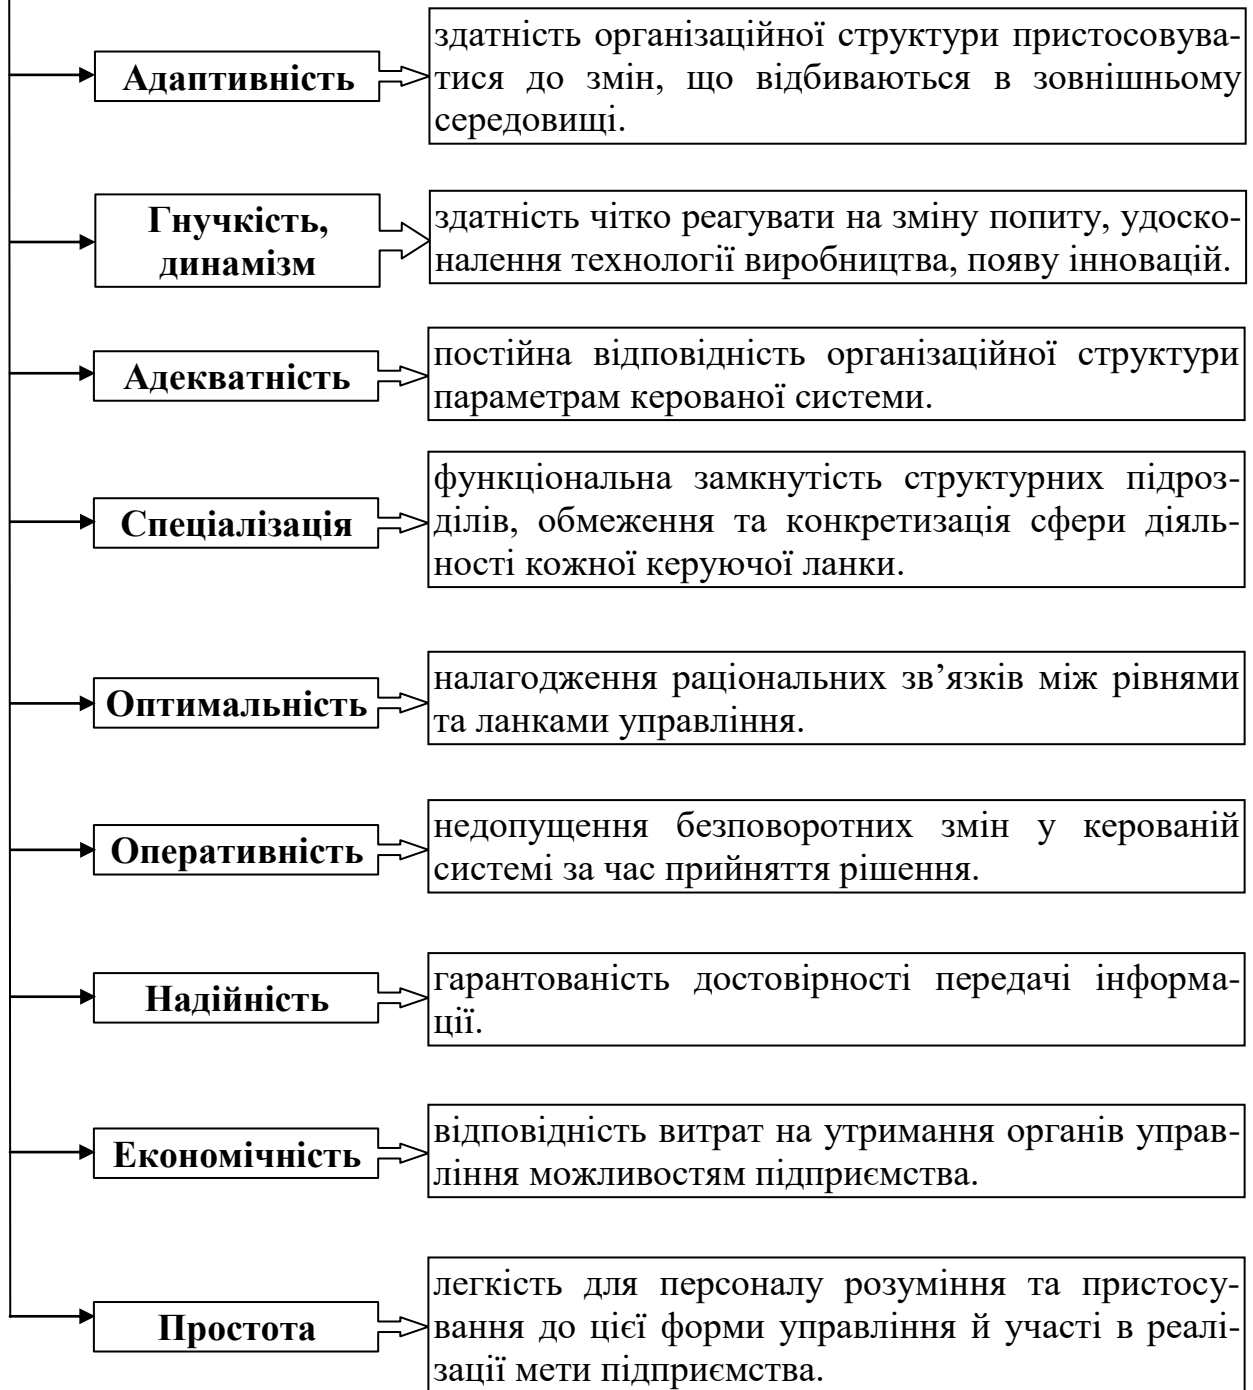 Адаптивність
здатність організаційної структури пристосовува-
тися до змін, що відбиваються в зовнішньому
середовищі.
Гнучкість,
динамізм
здатність чітко реагувати на зміну попиту, удоско-
налення технології виробництва, появу інновацій.
Адекватність
постійна відповідність організаційної структури
параметрам керованої системи.
Спеціалізація
функціональна замкнутість структурних підроз-
ділів, обмеження та конкретизація сфери діяль-
ності кожної керуючої ланки.
Оптимальність
налагодження раціональних зв’язків між рівнями
та ланками управління.
Оперативність
недопущення безповоротних змін у керованій
системі за час прийняття рішення.
Надійність
гарантованість достовірності передачі інформа-
ції.
Економічність
відповідність витрат на утримання органів управ-
ління можливостям підприємства.
Простота
легкість для персоналу розуміння та пристосу-
вання до цієї форми управління й участі в реалі-
зації мети підприємства.